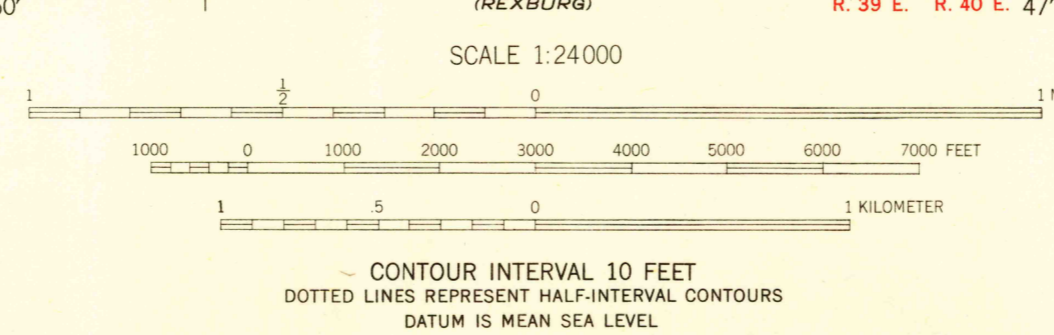 (REXBURG) R. 39 E. R. 40 E. 47'
SCALE 1:24000
1 1/2 0 1
1000 0 1000 2000 3000 4000 5000 6000 7000 FEET
1 .5 0 1 KILOMETER
CONTOUR INTERVAL 10 FEET
DOTTED LINES REPRESENT HALF-INTERVAL CONTOURS
DATUM IS MEAN SEA LEVEL